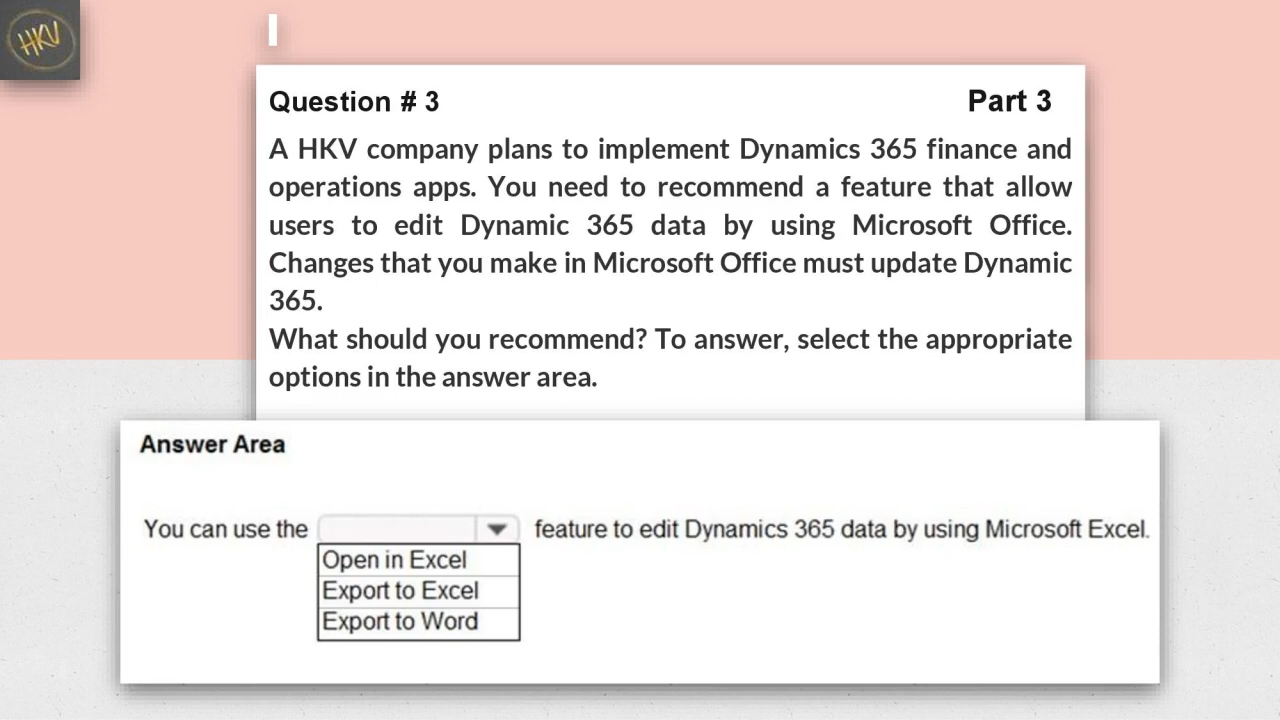 HKV
Question # 3
Part 3
A HKV company plans to implement Dynamics 365 finance and
operations apps. You need to recommend a feature that allow
users to edit Dynamic 365 data by using Microsoft Office.
Changes that you make in Microsoft Office must update Dynamic
365.
What should you recommend? To answer, select the appropriate
options in the answer area.
Answer Area
You can use the
feature to edit Dynamics 365 data by using Microsoft Excel.
Open in Excel
Export to Excel
Export to Word